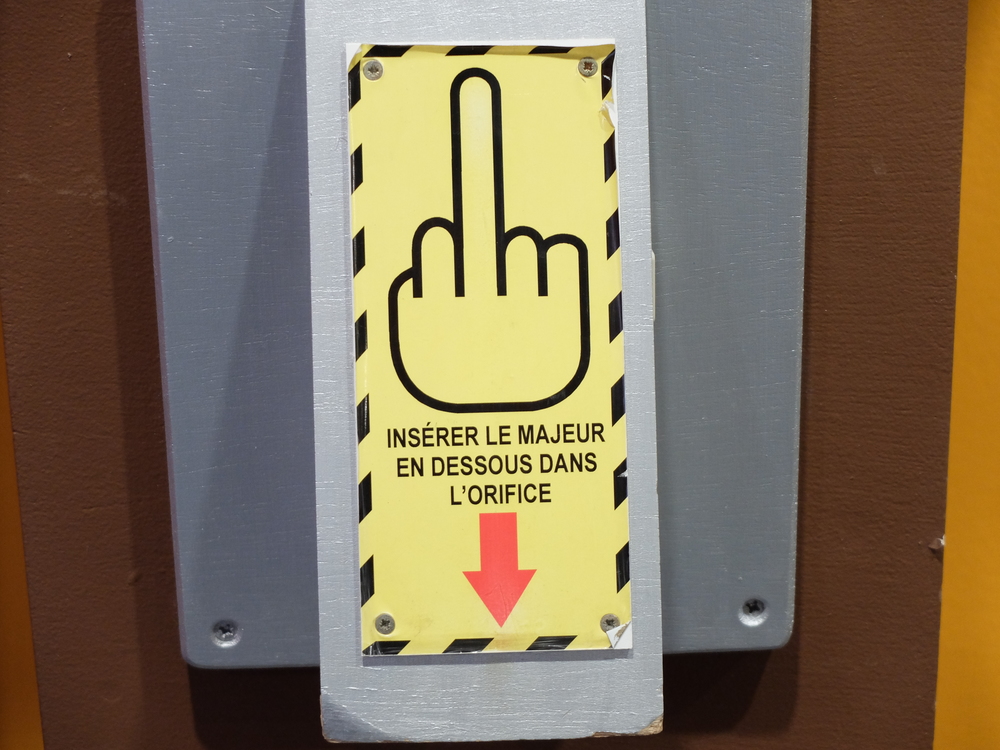 INSÉRER LE MAJEUR
EN DESSOUS DANS
L'ORIFICE